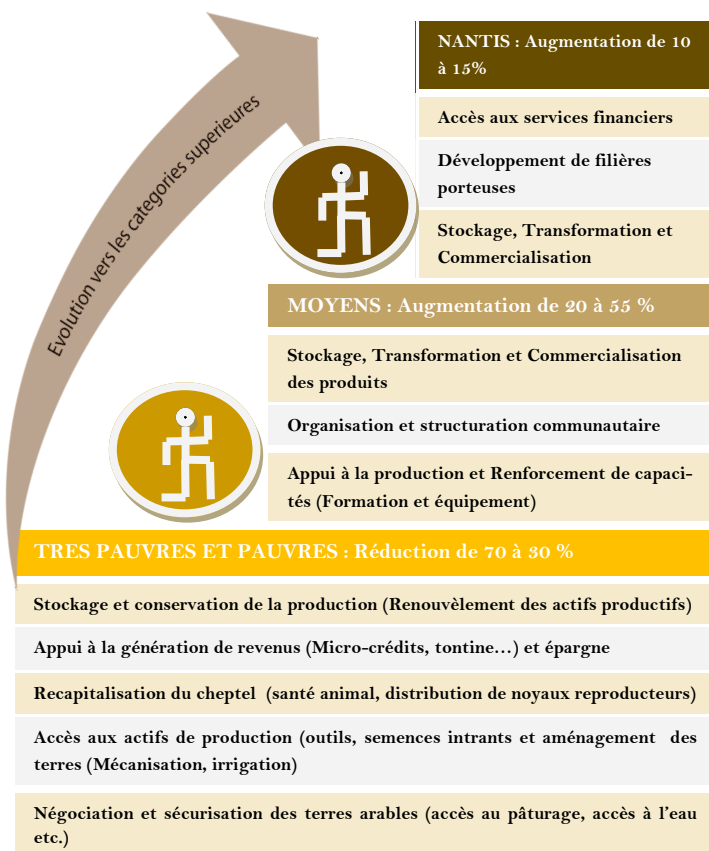 NANTIS : Augmentation de 10
à 15%
Accès aux services financiers
Développement de filières
porteuses
Stockage, Transformation et
Commercialisation
Evolution vers les categories superieures
MOYENS : Augmentation de 20 à 55 %
Stockage, Transformation et Commercialisation
des produits
Organisation et structuration communautaire
Appui à la production et Renforcement de capaci-
tés (Formation et équipement)
TRES PAUVRES ET PAUVRES : Réduction de 70 à 30 %
Stockage et conservation de la production (Renouvèlement des actifs productifs)
Appui à la génération de revenus (Micro-crédits, tontine…) et épargne
Recapitalisation du cheptel  (santé animal, distribution de noyaux reproducteurs)
Accès aux actifs de production (outils, semences intrants et aménagement  des
terres (Mécanisation, irrigation)
Négociation et sécurisation des terres arables (accès au pâturage, accès à l’eau
etc.)